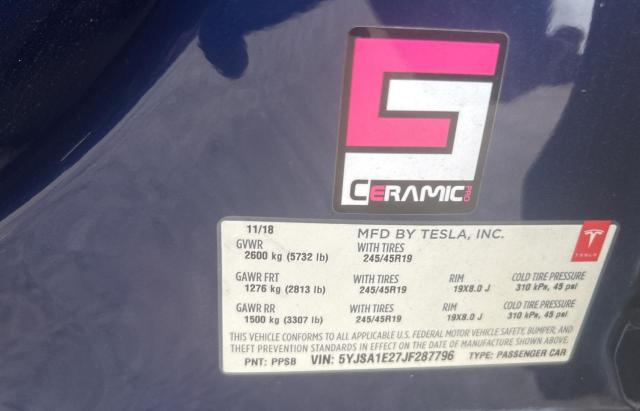 CERAMIC PRO
11/18 MFD BY TESLA, INC.
GVWR WITH TIRES
2600 kg (5732 lb) 245/45R19
TESLA
GAWR FRT WITH TIRES RIM COLD TIRE PRESSURE
1276 kg (2813 lb) 245/45R19 19X8.0 J 310 kPa, 45 psi
GAWR RR WITH TIRES RIM COLD TIRE PRESSURE
1500 kg (3307 lb) 245/45R19 19X8.0 J 310 kPa, 45 psi
THIS VEHICLE CONFORMS TO ALL APPLICABLE U.S. FEDERAL MOTOR VEHICLE SAFETY, BUMPER, AND
THEFT PREVENTION STANDARDS IN EFFECT ON THE DATE OF MANUFACTURE SHOWN ABOVE.
PNT: PPSB VIN: 5YJSA1E27JF287796 TYPE: PASSENGER CAR